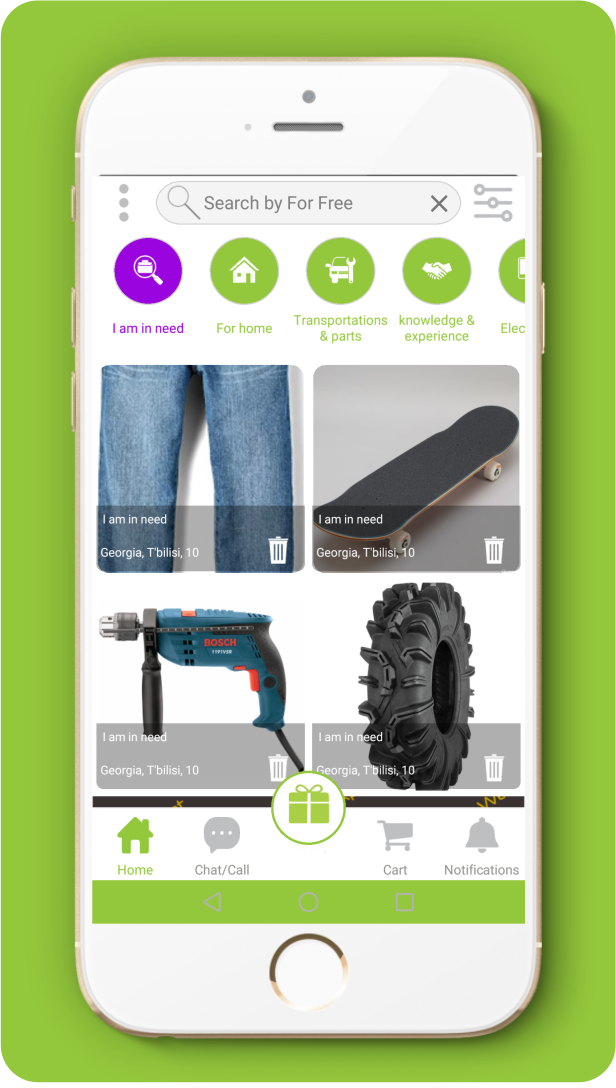 Search by For Free
I am in need
For home
Transportations
& parts
knowledge &
experience
Elec
I am in need
Georgia, T'bilisi, 10
I am in need
Georgia, T'bilisi, 10
BOSCH
1191VSR
I am in need
Georgia, T'bilisi, 10
I am in need
Georgia, T'bilisi, 10
Home
Chat/Call
Cart
Notifications